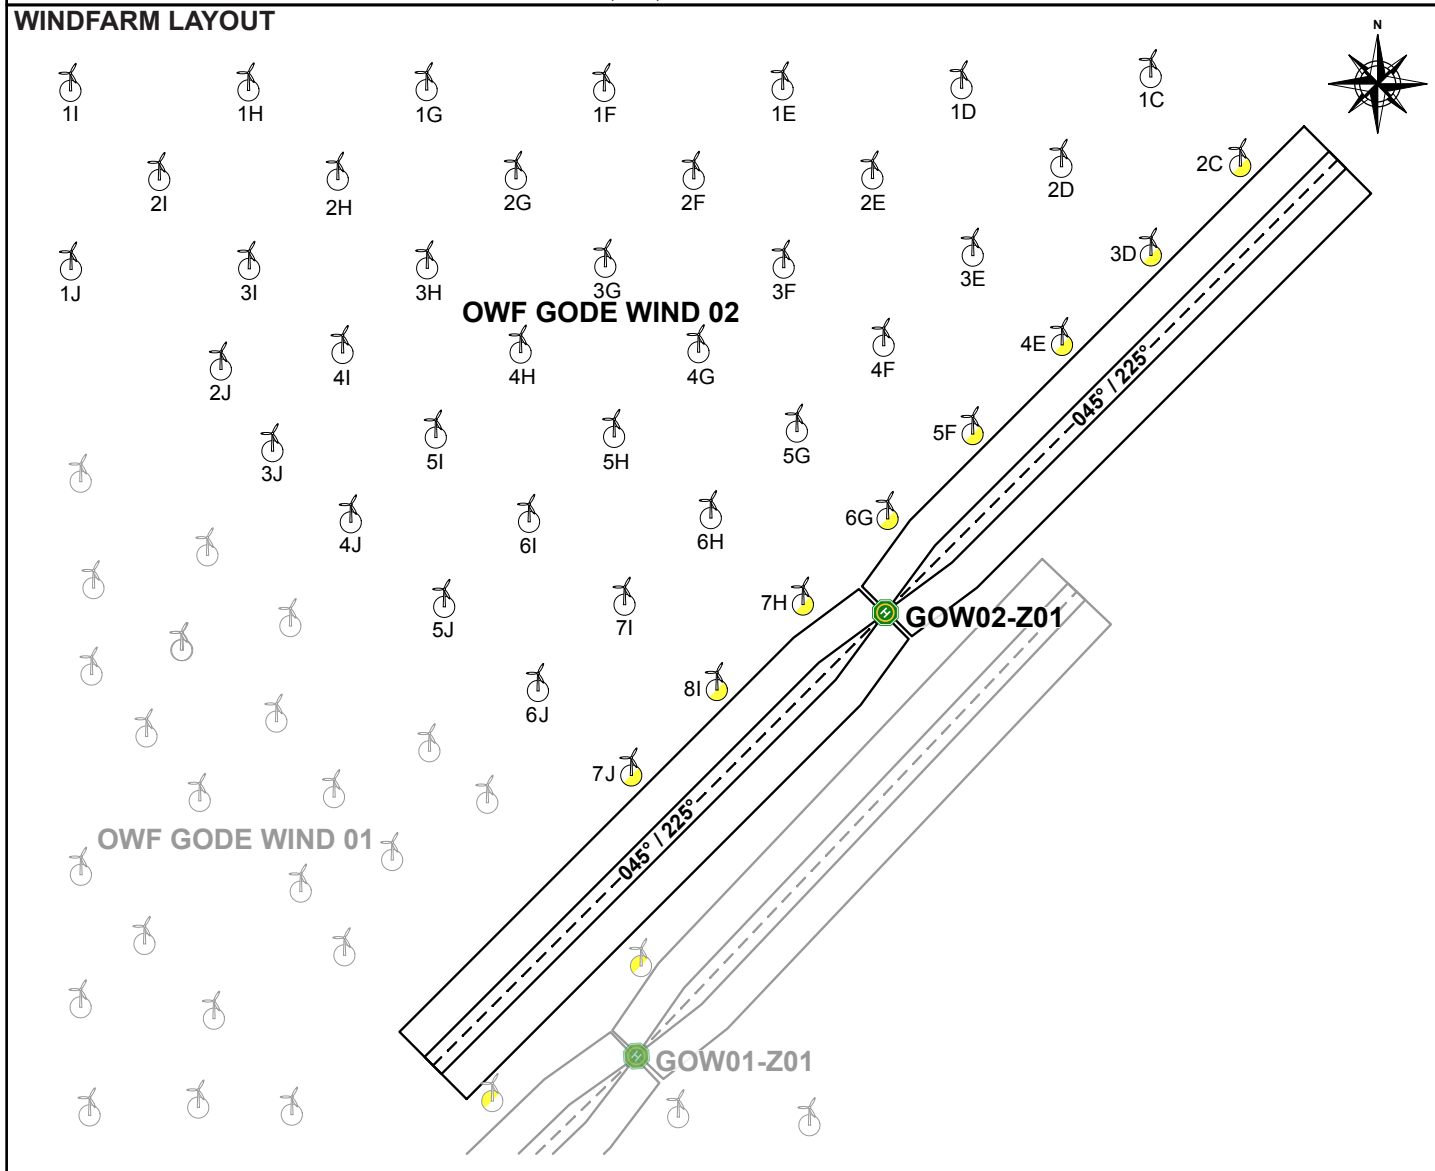 WINDFARM LAYOUT
N
1I 1H 1G 1F 1E 1D 1C
2I 2H 2G 2F 2E 2D 2C
1J 3I 3H 3G 3F 3E 3D
OWF GODE WIND 02
2J 4I 4H 4G 4F 4E
045° / 225°
3J 5I 5H 5G 5F
4J 6I 6H 6G
5J 7I 7H H GOW02-Z01
6J 8I
7J
045° / 225°
OWF GODE WIND 01
H GOW01-Z01